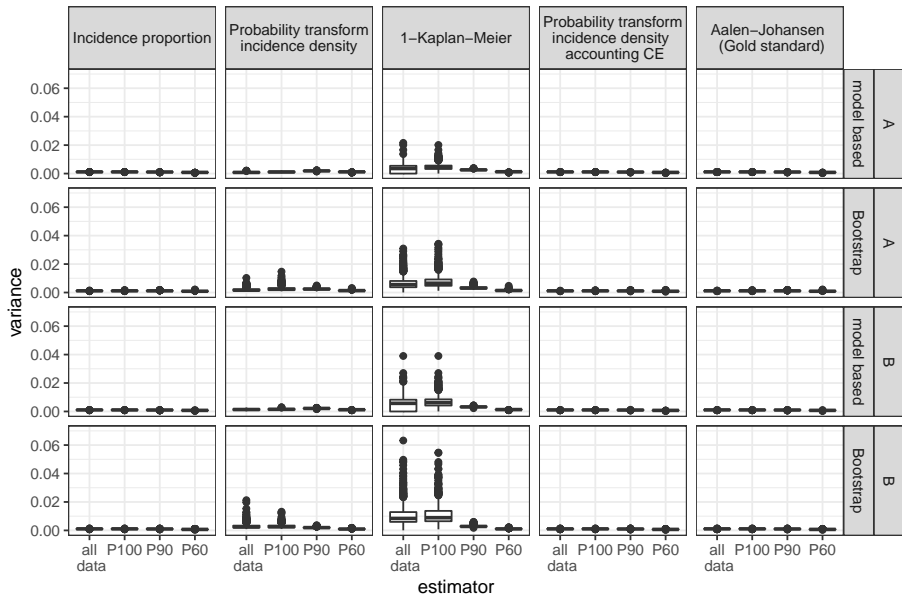 Incidence proportion
Probability transform
incidence density
1−Kaplan−Meier
Probability transform
incidence density
accounting CE
Aalen−Johansen
(Gold standard)
variance
0.06
0.04
0.02
0.00
model based
A
0.06
0.04
0.02
0.00
Bootstrap
A
0.06
0.04
0.02
0.00
model based
B
0.06
0.04
0.02
0.00
Bootstrap
B
all data P100 P90 P60
all data P100 P90 P60
all data P100 P90 P60
all data P100 P90 P60
all data P100 P90 P60
estimator